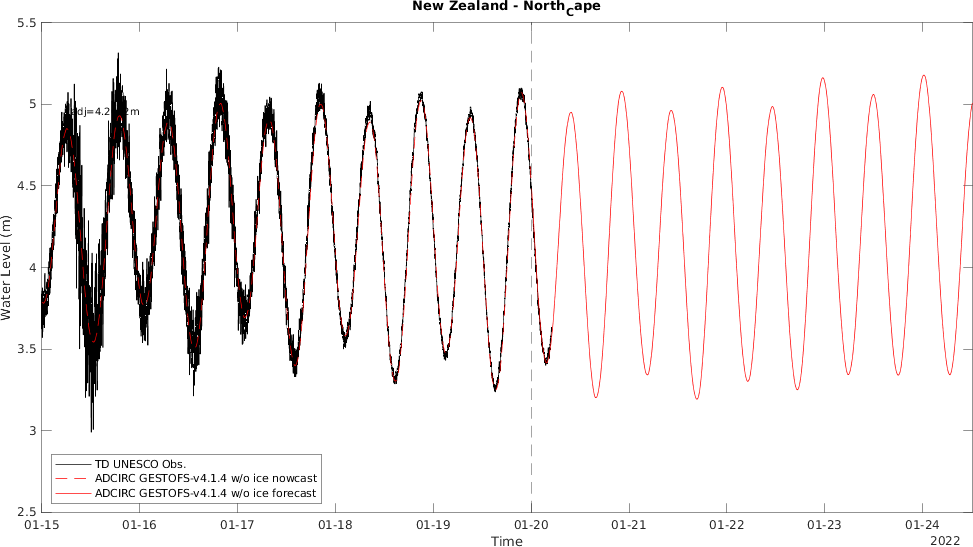 New Zealand - NorthCape
5.5
5
4.5
4
3.5
3
2.5
Water Level (m)
TD UNESCO Obs.
ADCIRC GESTOFS-v4.1.4 w/o ice nowcast
ADCIRC GESTOFS-v4.1.4 w/o ice forecast
01-15 01-16 01-17 01-18 01-19 01-20 01-21 01-22 01-23 01-24
Time
2022